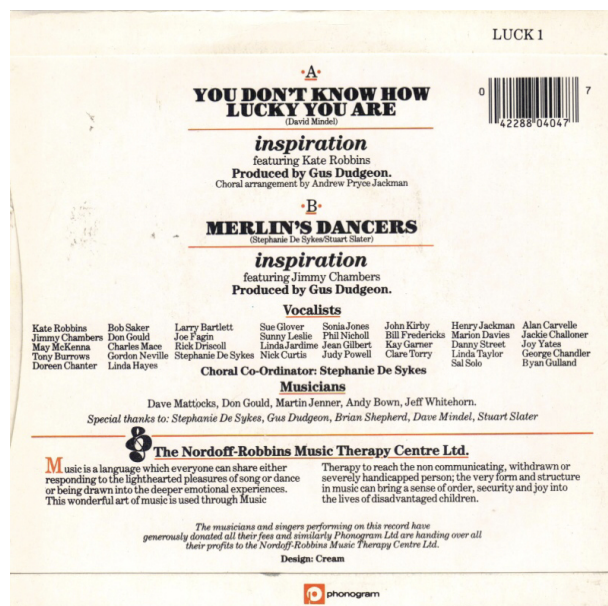 LUCK 1
·A·
YOU DON'T KNOW HOW
LUCKY YOU ARE
(David Mindel)
0 42288 04047 7
inspiration
featuring Kate Robbins
Produced by Gus Dudgeon.
Choral arrangement by Andrew Pryce Jackman
·B·
MERLIN'S DANCERS
(Stephanie De Sykes/Stuart Slater)
inspiration
featuring Jimmy Chambers
Produced by Gus Dudgeon.
Vocalists
Kate Robbins Bob Saker Larry Bartlett Sue Glover Sonia Jones John Kirby Henry Jackman Alan Carvelle
Jimmy Chambers Don Gould Joe Fagin Sunny Leslie Phil Nicholl Bill Fredericks Marion Davies Jackie Challoner
May McKenna Charles Mace Rick Driscoll Linda Jardime Jean Gilbert Kay Garner Danny Street Joy Yates
Tony Burrows Gordon Neville Stephanie De Sykes Nick Curtis Judy Powell Clare Torry Linda Taylor George Chandler
Doreen Chanter Linda Hayes Sal Solo Ryan Gulland
Choral Co-Ordinator: Stephanie De Sykes
Musicians
Dave Mattocks, Don Gould, Martin Jenner, Andy Bown, Jeff Whitehorn.
Special thanks to: Stephanie De Sykes, Gus Dudgeon, Brian Shepherd, Dave Mindel, Stuart Slater
The Nordoff-Robbins Music Therapy Centre Ltd.
Music is a language which everyone can share either
responding to the lighthearted pleasures of song or dance
or being drawn into the deeper emotional experiences.
This wonderful art of music is used through Music
Therapy to reach the non communicating, withdrawn or
severely handicapped person; the very form and structure
in music can bring a sense of order, security and joy into
the lives of disadvantaged children.
The musicians and singers performing on this record have
generously donated all their fees and similarly Phonogram Ltd are handing over all
their profits to the Nordoff-Robbins Music Therapy Centre Ltd.
Design: Cream
phonogram